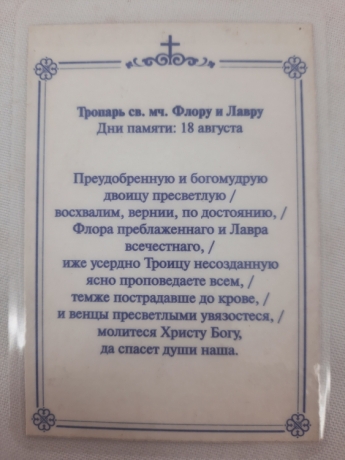 Тропарь св. мч. Флору и Лавру
Дни памяти: 18 августа
Преудобренную и богомудрую
двоицу пресветлую /
восхвалим, вернии, по достоянию, /
Флора преблаженнаго и Лавра
всечестнаго, /
иже усердно Троицу несозданную
ясно проповедаете всем, /
темже пострадавше до крове, /
и венцы пресветлыми увязостеся, /
молитеся Христу Богу,
да спасет души наша.